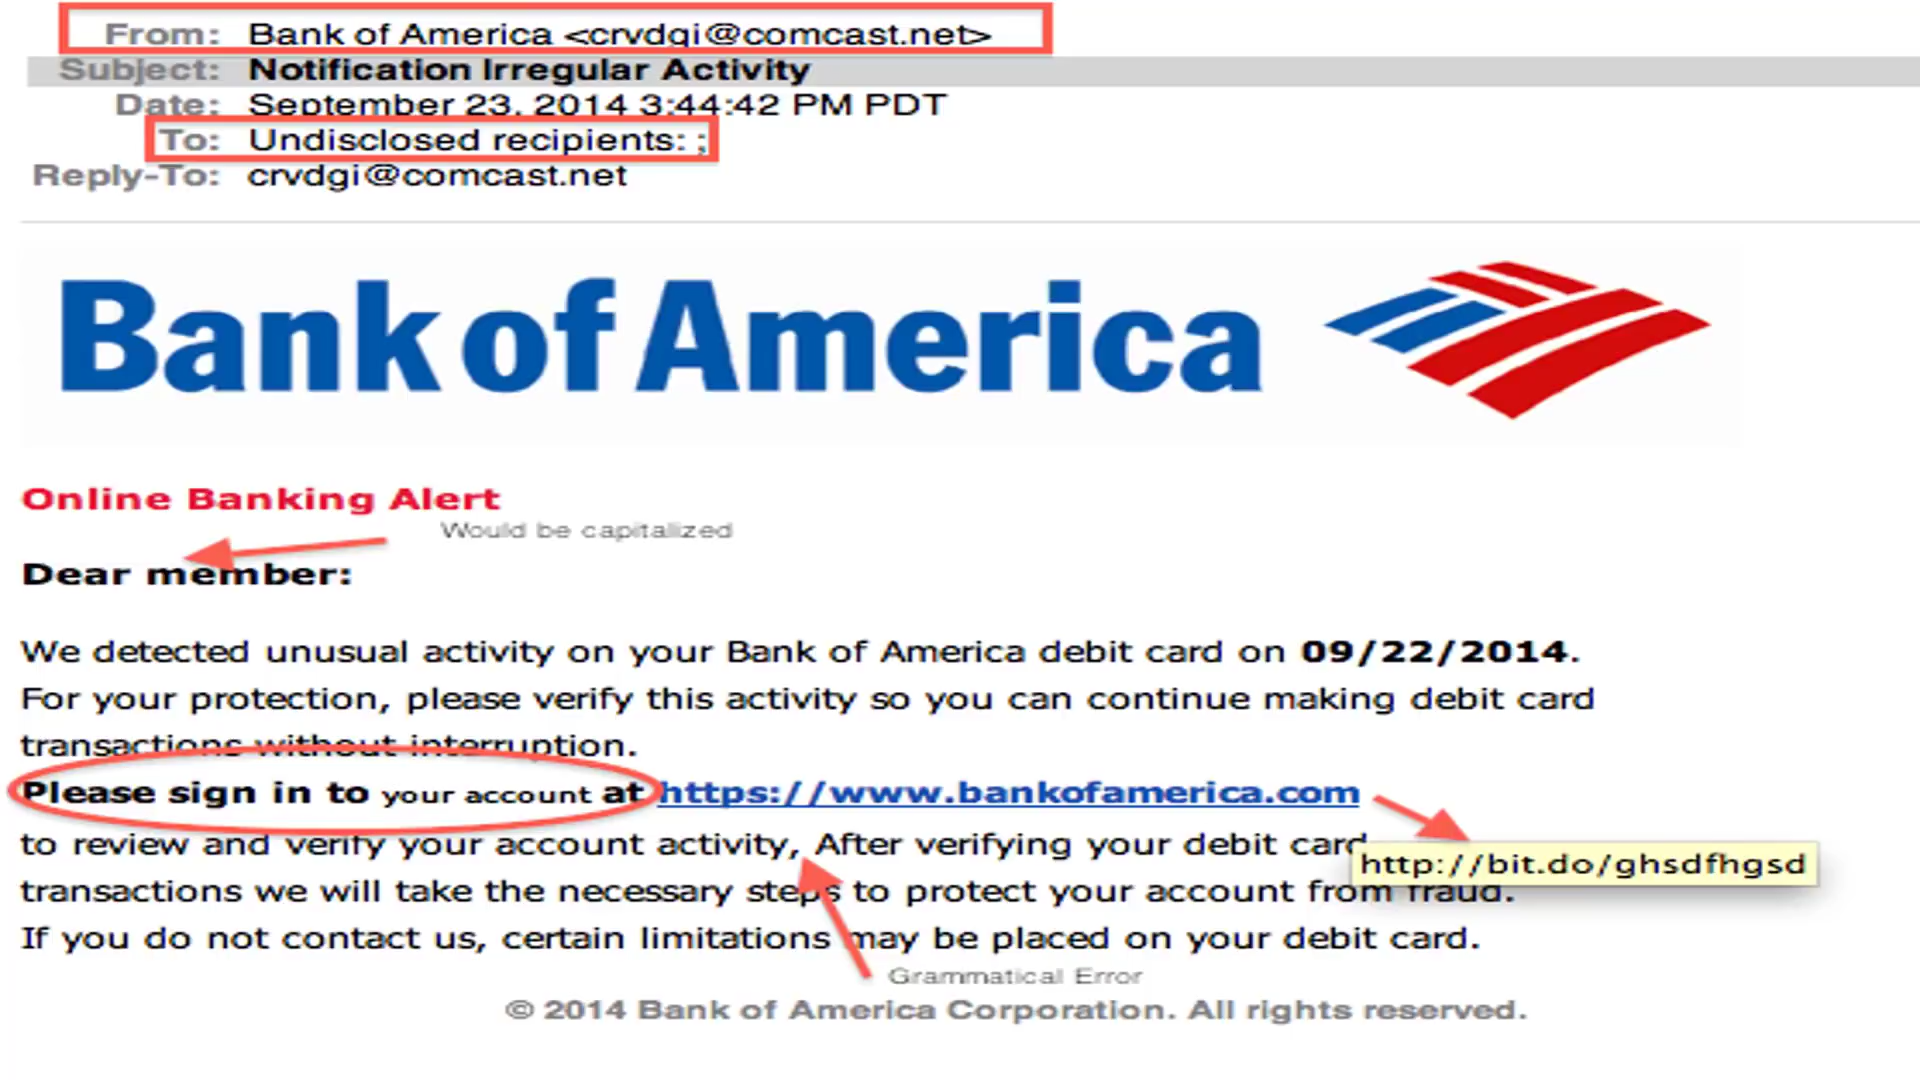 From: Bank of America <crvdgi@comcast.net>
Subject: Notification Irregular Activity
Date: September 23, 2014 3:44:42 PM PDT
To: Undisclosed recipients: ;
Reply-To: crvdgi@comcast.net
Bank of America
Online Banking Alert
Would be capitalized
Dear member:
We detected unusual activity on your Bank of America debit card on 09/22/2014.
For your protection, please verify this activity so you can continue making debit card
transactions without interruption.
Please sign in to your account at https://www.bankofamerica.com
to review and verify your account activity, After verifying your debit card
http://bit.do/ghsdfhgsd
transactions we will take the necessary steps to protect your account from fraud.
If you do not contact us, certain limitations may be placed on your debit card.
Grammatical Error
© 2014 Bank of America Corporation. All rights reserved.